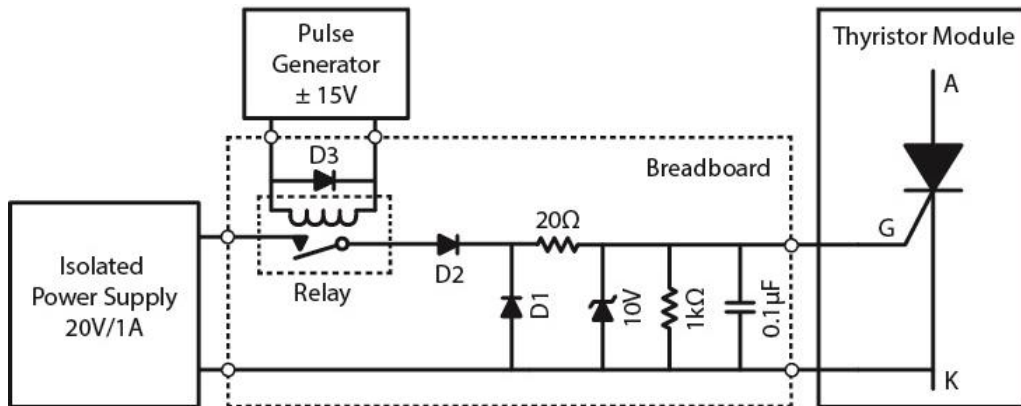 Pulse
Generator
± 15V
Thyristor Module
A
D3
Breadboard
20Ω
G
Isolated
Power Supply
20V/1A
Relay
D2
D1
10V
1kΩ
0.1µF
K